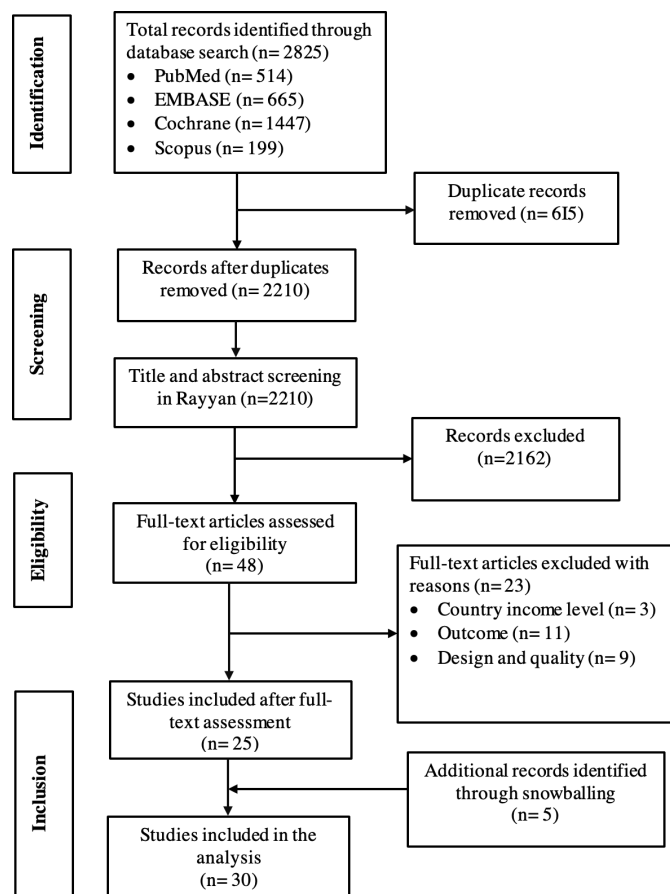 Identification
Total records identified through
database search (n= 2825)
• PubMed (n= 514)
• EMBASE (n= 665)
• Cochrane (n= 1447)
• Scopus (n= 199)
Duplicate records
removed (n= 6I5)
Screening
Records after duplicates
removed (n= 2210)
Title and abstract screening
in Rayyan (n=2210)
Records excluded
(n=2162)
Eligibility
Full-text articles assessed
for eligibility
(n= 48)
Full-text articles excluded with
reasons (n= 23)
• Country income level (n= 3)
• Outcome (n= 11)
• Design and quality (n= 9)
Inclusion
Studies included after full-
text assessment
(n= 25)
Additional records identified
through snowballing
(n= 5)
Studies included in the
analysis
(n= 30)